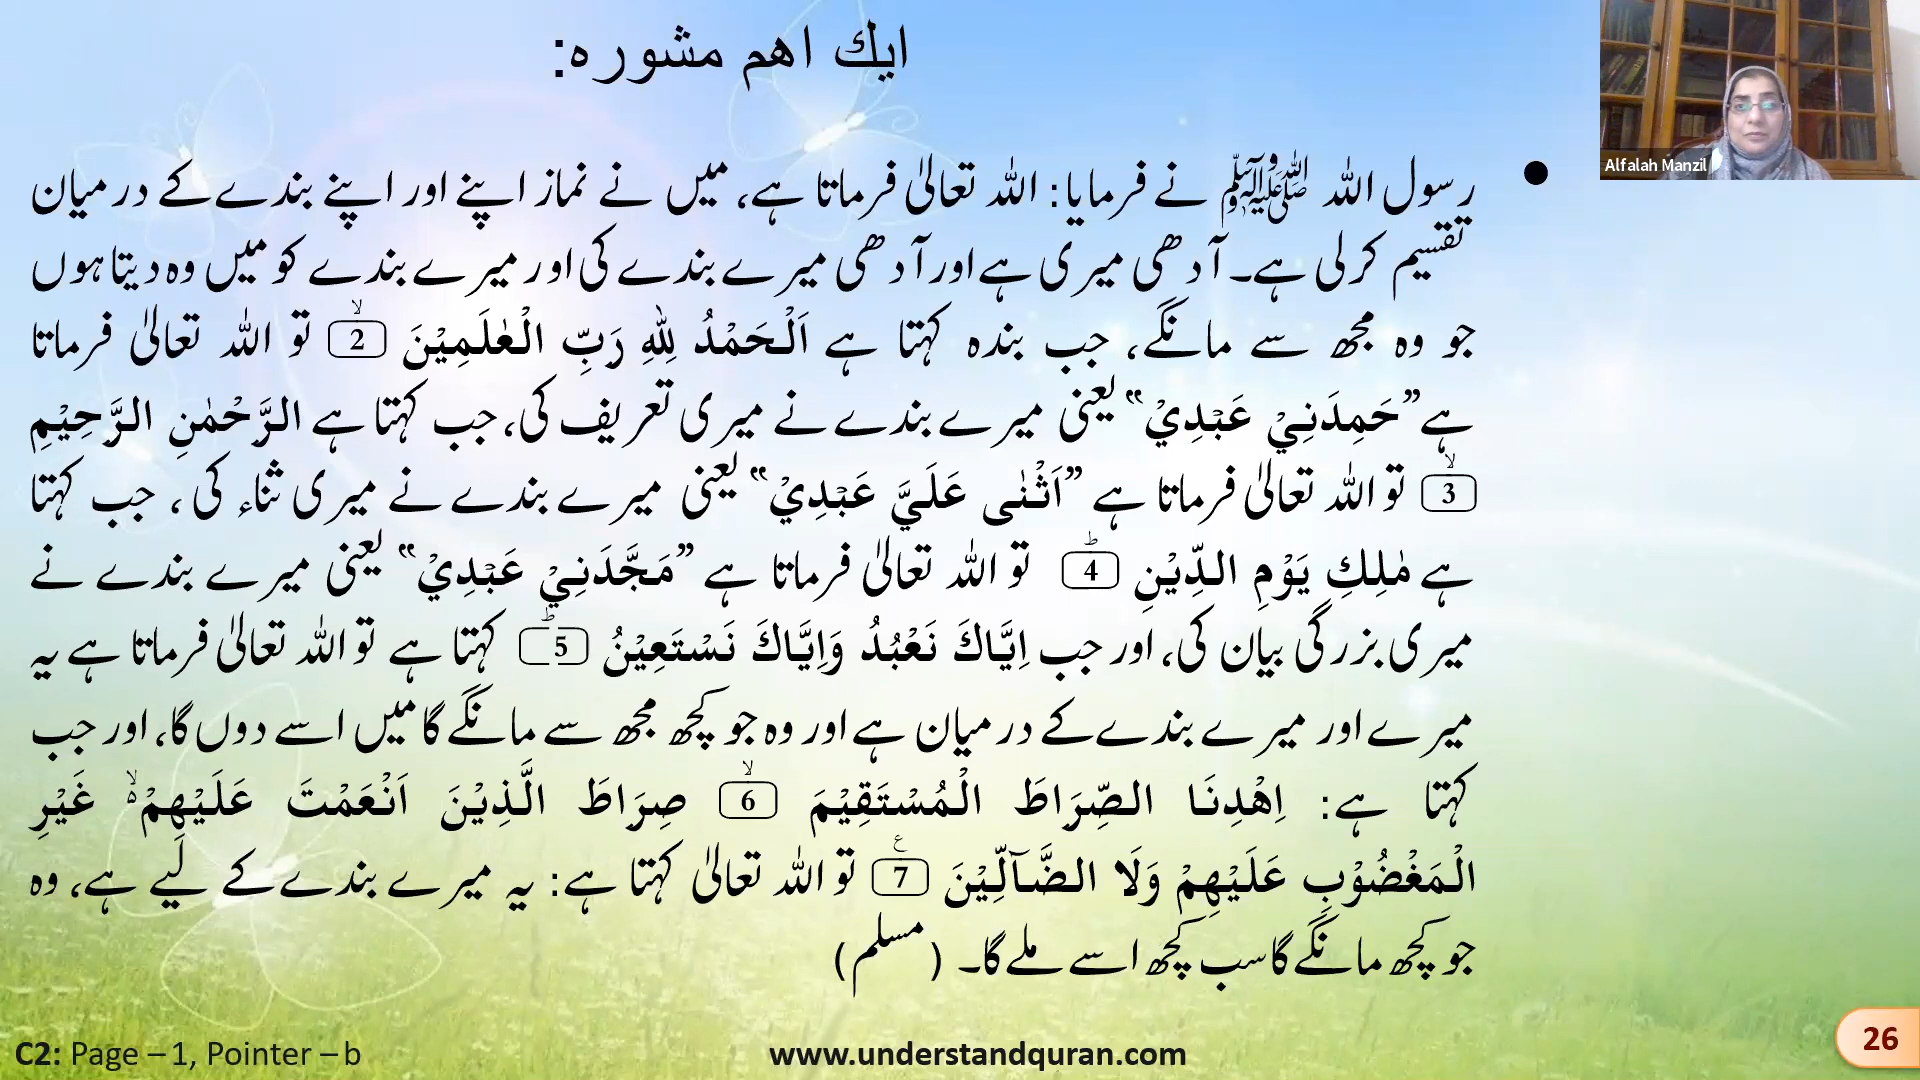 ایک اہم مشورہ:
Alfalah Manzil
• رسول اللہ ﷺ نے فرمایا: اللہ تعالیٰ فرماتا ہے، میں نے نماز اپنے اور اپنے بندے کے درمیان
تقسیم کرلی ہے۔ آدھی میری ہے اور آدھی میرے بندے کی اور میرے بندے کو میں وہ دیتا ہوں
جو وہ مجھ سے مانگے، جب بندہ کہتا ہے اَلْحَمْدُ لِلّٰهِ رَبِّ الْعٰلَمِيْنَ ۙ 2 تو اللہ تعالیٰ فرماتا
ہے ”حَمِدَنِيْ عَبْدِيْ“ یعنی میرے بندے نے میری تعریف کی، جب کہتا ہے الرَّحْمٰنِ الرَّحِيْمِ
ۙ 3 تو اللہ تعالیٰ فرماتا ہے ”اَثْنٰى عَلَيَّ عَبْدِيْ“ یعنی میرے بندے نے میری ثناء کی، جب کہتا
ہے مٰلِكِ يَوْمِ الدِّيْنِ ۭ 4 تو اللہ تعالیٰ فرماتا ہے ”مَجَّدَنِيْ عَبْدِيْ“ یعنی میرے بندے نے
میری بزرگی بیان کی، اور جب اِيَّاكَ نَعْبُدُ وَاِيَّاكَ نَسْتَعِيْنُ ۭ 5 کہتا ہے تو اللہ تعالیٰ فرماتا ہے یہ
میرے اور میرے بندے کے درمیان ہے اور وہ جو کچھ مجھ سے مانگے گا میں اسے دوں گا، اور جب
کہتا ہے: اِهْدِنَا الصِّرَاطَ الْمُسْتَقِيْمَ ۙ 6 صِرَاطَ الَّذِيْنَ اَنْعَمْتَ عَلَيْهِمْ ۙ۬ غَيْرِ
الْمَغْضُوْبِ عَلَيْهِمْ وَلَا الضَّآلِّيْنَ ۧ 7 تو اللہ تعالیٰ کہتا ہے: یہ میرے بندے کے لیے ہے، وہ
جو کچھ مانگے گا سب کچھ اسے ملے گا۔ (مسلم)
C2: Page – 1, Pointer – b
www.understandquran.com
26